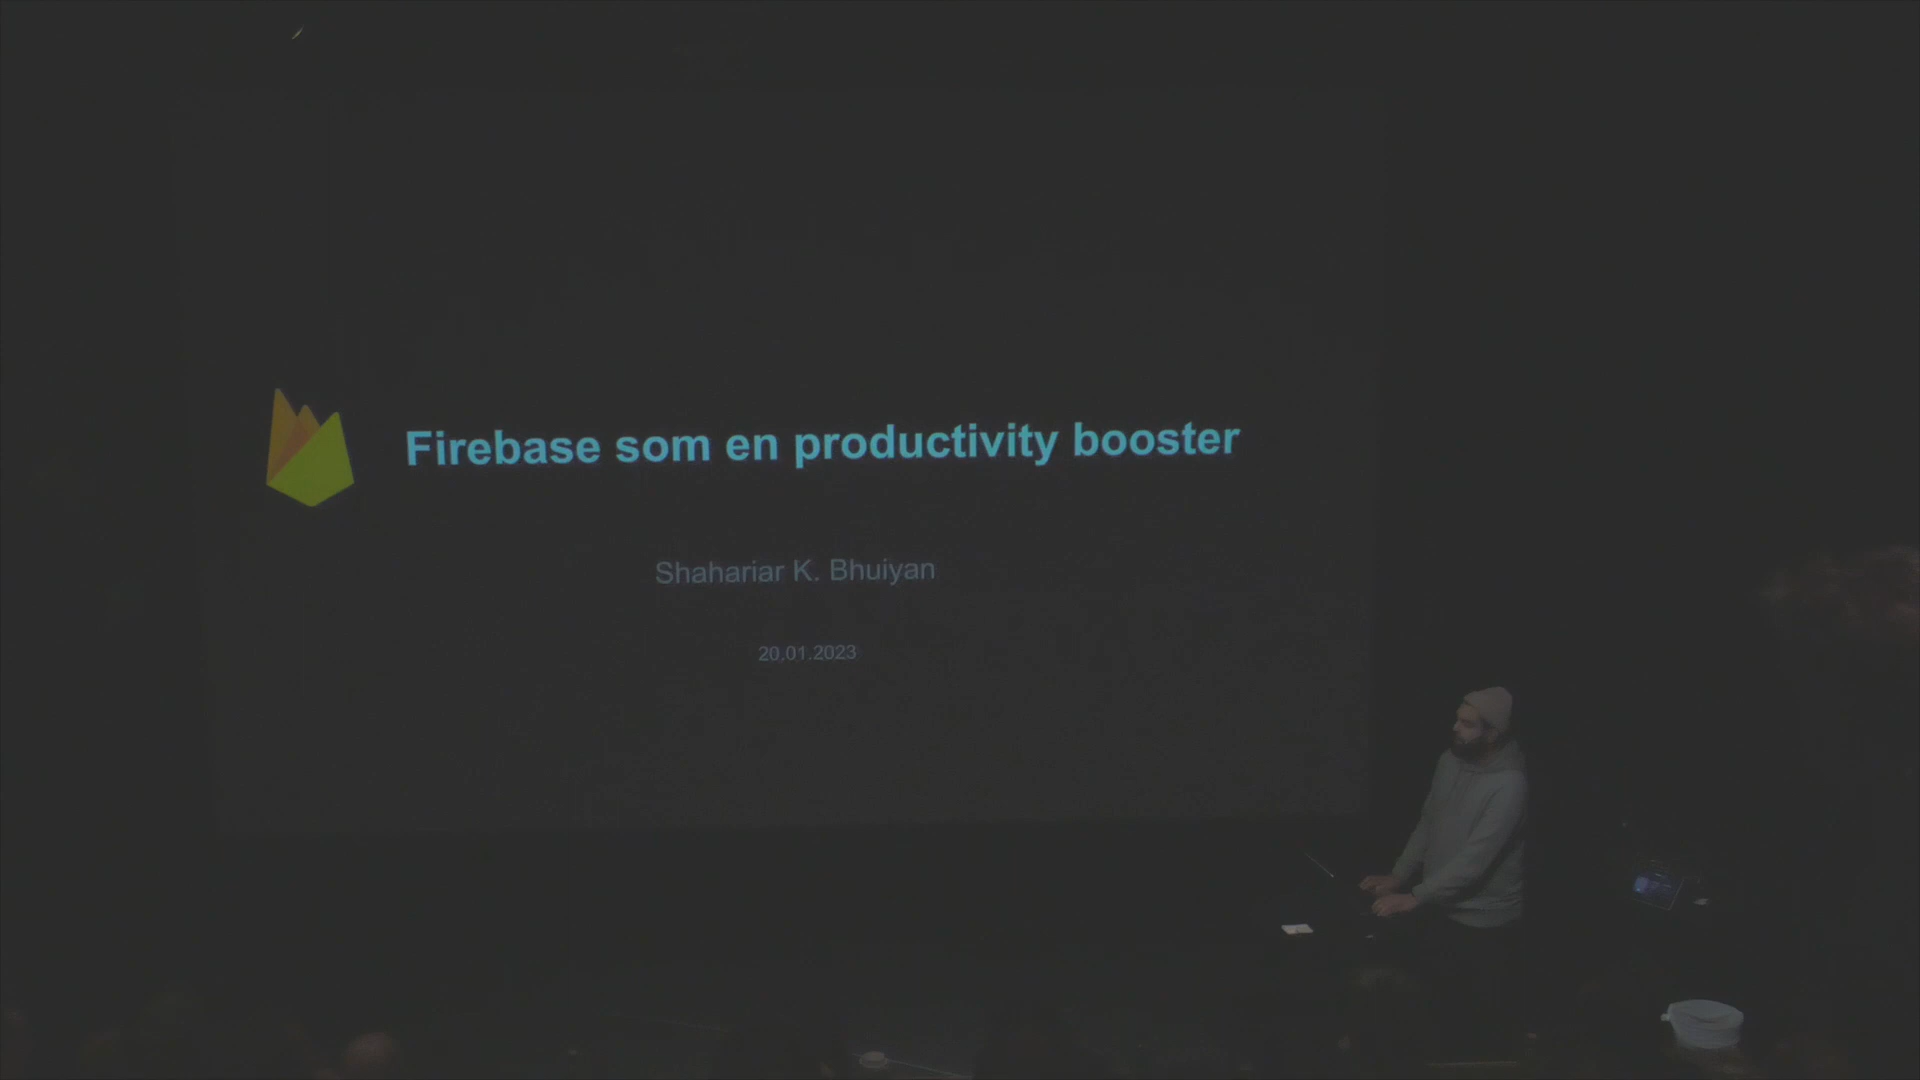 Firebase som en productivity booster
Shahariar K. Bhuiyan
20.01.2023